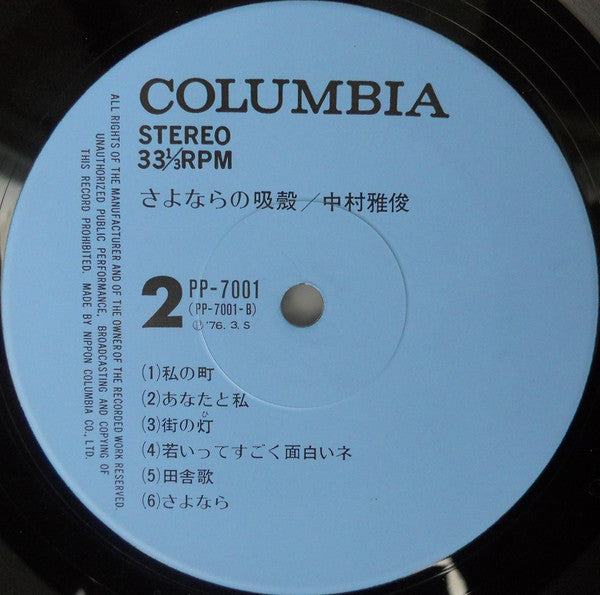 COLUMBIA
STEREO
33⅓RPM
さよならの吸殻/中村雅俊
2
PP-7001
(PP-7001-B)
Ⓟ'76. 3. S
(1)私の町
(2)あなたと私
(3)街の灯
ひ
(4)若いってすごく面白いネ
(5)田舎歌
(6)さよなら
ALL RIGHTS OF THE MANUFACTURER AND OF THE OWNER OF THE RECORDED WORK RESERVED.
UNAUTHORIZED PUBLIC PERFORMANCE, BROADCASTING AND COPYING OF
THIS RECORD PROHIBITED. MADE BY NIPPON COLUMBIA CO., LTD.